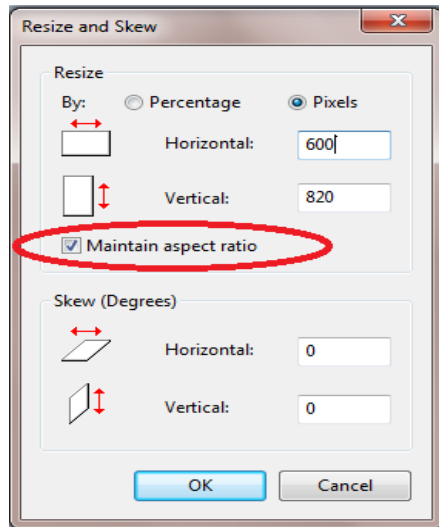 Resize and Skew
Resize
By: Percentage Pixels
Horizontal: 600
Vertical: 820
Maintain aspect ratio
Skew (Degrees)
Horizontal: 0
Vertical: 0
OK Cancel